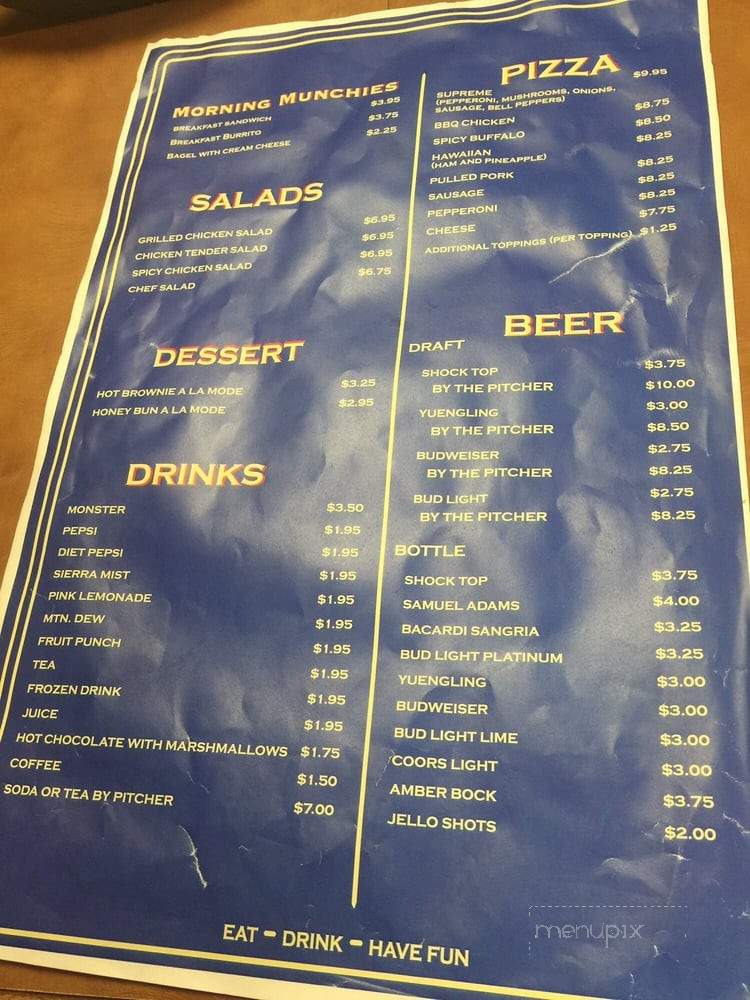 MORNING MUNCHIES
BREAKFAST SANDWICH $3.95
BREAKFAST BURRITO $3.75
BAGEL WITH CREAM CHEESE $2.25
SALADS
GRILLED CHICKEN SALAD $6.95
CHICKEN TENDER SALAD $6.95
SPICY CHICKEN SALAD $6.95
CHEF SALAD $6.75
DESSERT
HOT BROWNIE A LA MODE $3.25
HONEY BUN A LA MODE $2.95
DRINKS
MONSTER $3.50
PEPSI $1.95
DIET PEPSI $1.95
SIERRA MIST $1.95
PINK LEMONADE $1.95
MTN. DEW $1.95
FRUIT PUNCH $1.95
TEA $1.95
FROZEN DRINK $1.95
JUICE $1.95
HOT CHOCOLATE WITH MARSHMALLOWS $1.75
COFFEE $1.50
SODA OR TEA BY PITCHER $7.00
PIZZA
SUPREME $9.95
(PEPPERONI, MUSHROOMS, ONIONS,
SAUSAGE, BELL PEPPERS)
BBQ CHICKEN $8.75
SPICY BUFFALO $8.50
HAWAIIAN $8.25
(HAM AND PINEAPPLE)
PULLED PORK $8.25
SAUSAGE $8.25
PEPPERONI $8.25
CHEESE $7.75
ADDITIONAL TOPPINGS (PER TOPPING) $1.25
BEER
DRAFT
SHOCK TOP $3.75
BY THE PITCHER $10.00
YUENGLING $3.00
BY THE PITCHER $8.50
BUDWEISER $2.75
BY THE PITCHER $8.25
BUD LIGHT $2.75
BY THE PITCHER $8.25
BOTTLE
SHOCK TOP $3.75
SAMUEL ADAMS $4.00
BACARDI SANGRIA $3.25
BUD LIGHT PLATINUM $3.25
YUENGLING $3.00
BUDWEISER $3.00
BUD LIGHT LIME $3.00
COORS LIGHT $3.00
AMBER BOCK $3.75
JELLO SHOTS $2.00
EAT - DRINK - HAVE FUN
menupix